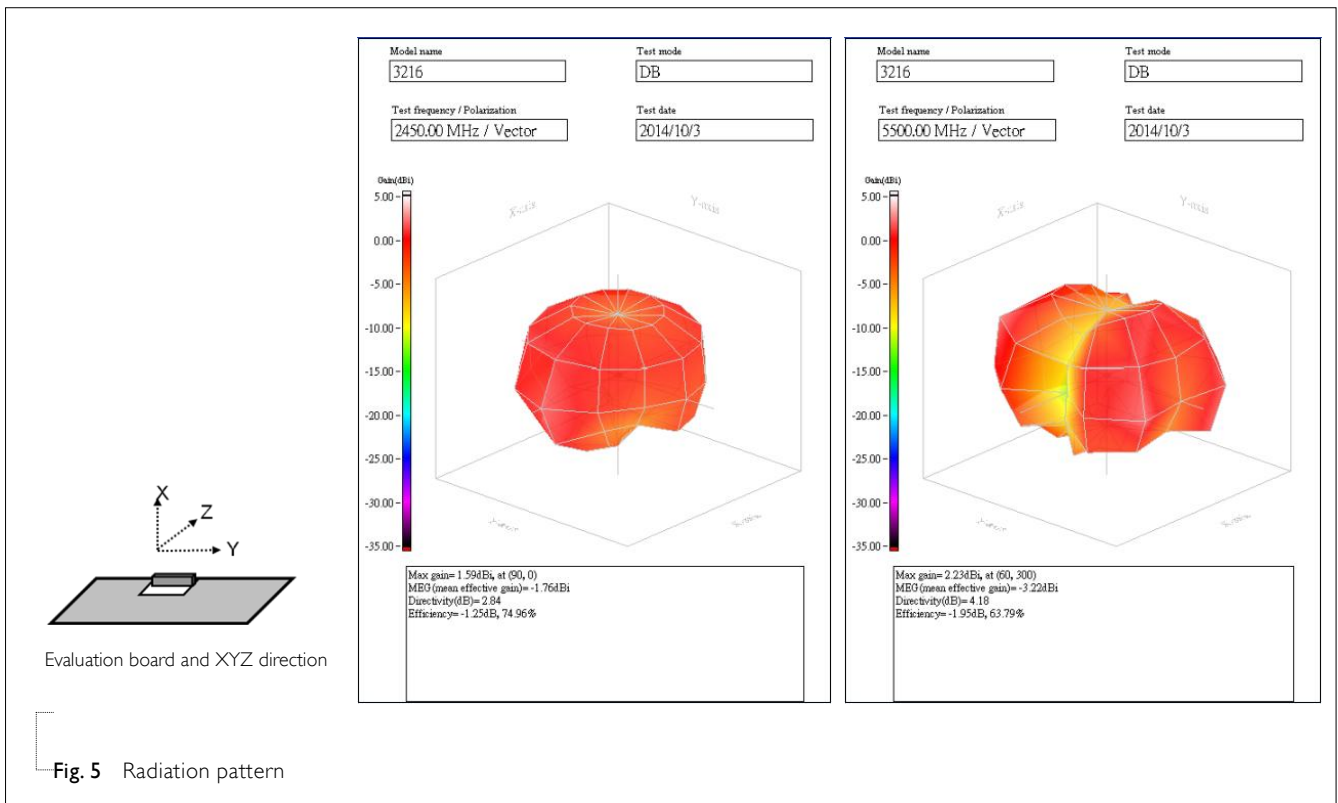 Model name
3216
Test mode
DB
Test frequency / Polarization
2450.00 MHz / Vector
Test date
2014/10/3
Gain(dBi)
5.00
0.00
-5.00
-10.00
-15.00
-20.00
-25.00
-30.00
-35.00
X-axis
Y-axis
Max gain= 1.59dBi, at (90, 0)
MEG(mean effective gain)= -1.76dBi
Directivity(dB)= 2.84
Efficiency= -1.25dB, 74.96%
Model name
3216
Test mode
DB
Test frequency / Polarization
5500.00 MHz / Vector
Test date
2014/10/3
Gain(dBi)
5.00
0.00
-5.00
-10.00
-15.00
-20.00
-25.00
-30.00
-35.00
X-axis
Y-axis
Max gain= 2.23dBi, at (60, 300)
MEG(mean effective gain)= -3.22dBi
Directivity(dB)= 4.18
Efficiency= -1.95dB, 63.79%
X
Z
Y
Evaluation board and XYZ direction
Fig. 5 Radiation pattern